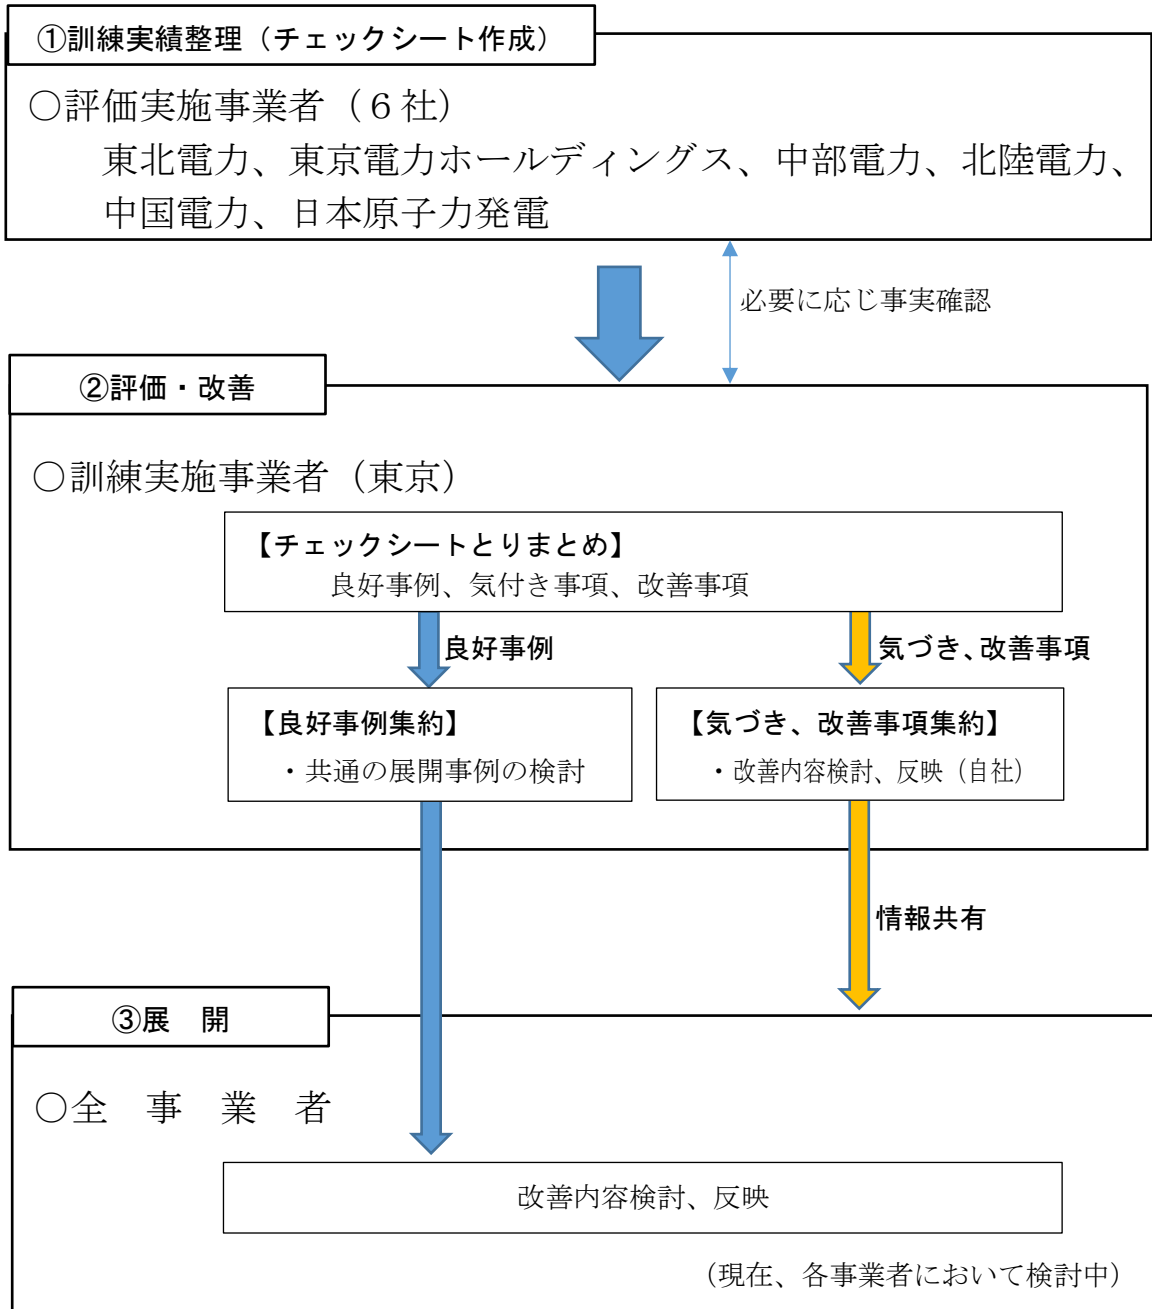 ①訓練実績整理（チェックシート作成）
○評価実施事業者（６社）
東北電力、東京電力ホールディングス、中部電力、北陸電力、
中国電力、日本原子力発電
必要に応じ事実確認
②評価・改善
○訓練実施事業者（東京）
【チェックシートとりまとめ】
良好事例、気付き事項、改善事項
良好事例
気づき、改善事項
【良好事例集約】
・共通の展開事例の検討
【気づき、改善事項集約】
・改善内容検討、反映（自社）
情報共有
③展　開
○全　事　業　者
改善内容検討、反映
（現在、各事業者において検討中）